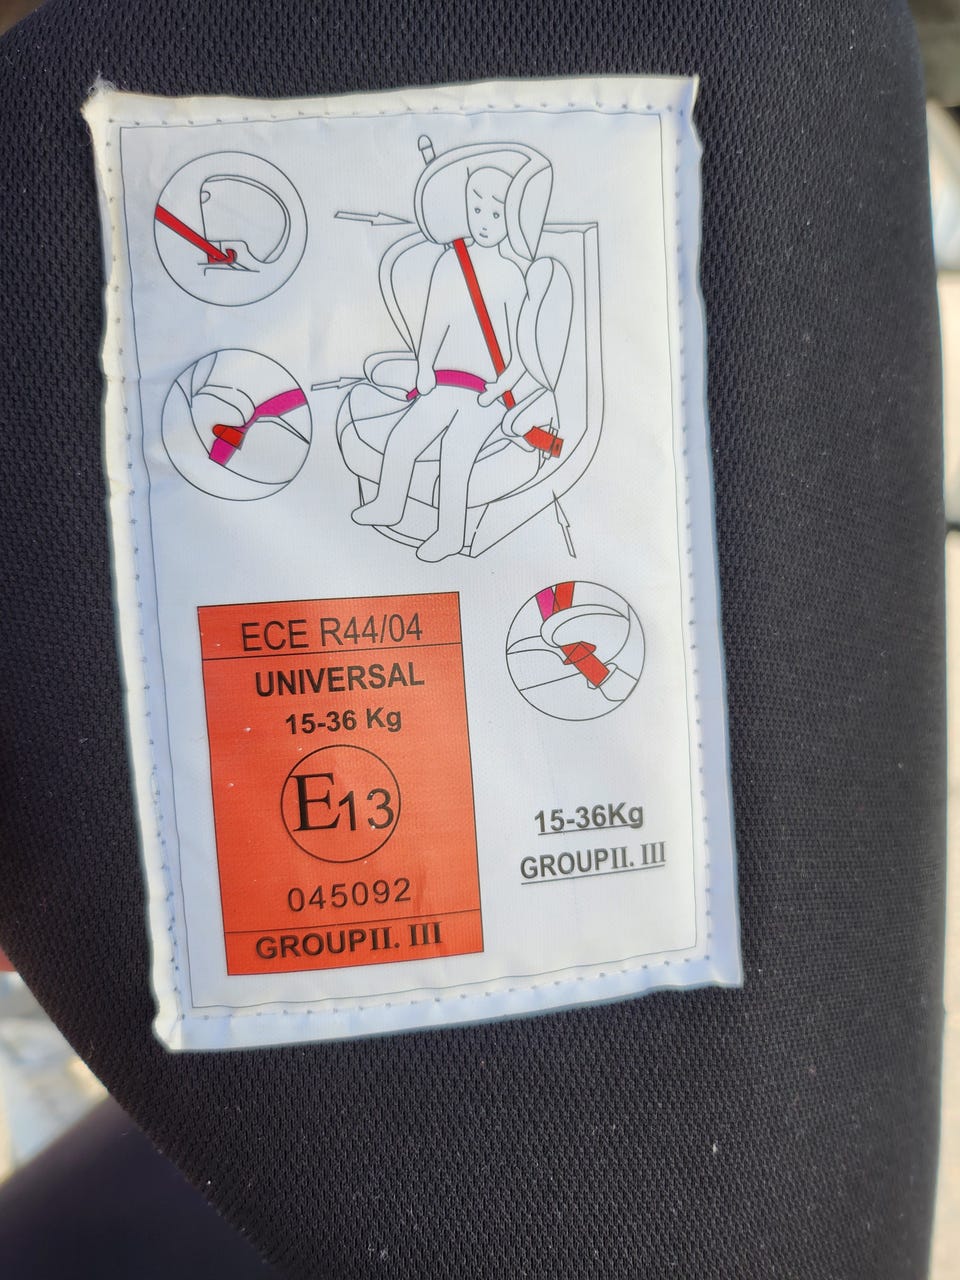 ECE R44/04
UNIVERSAL
15-36 Kg
E13
045092
GROUPII. III
15-36Kg
GROUPII. III